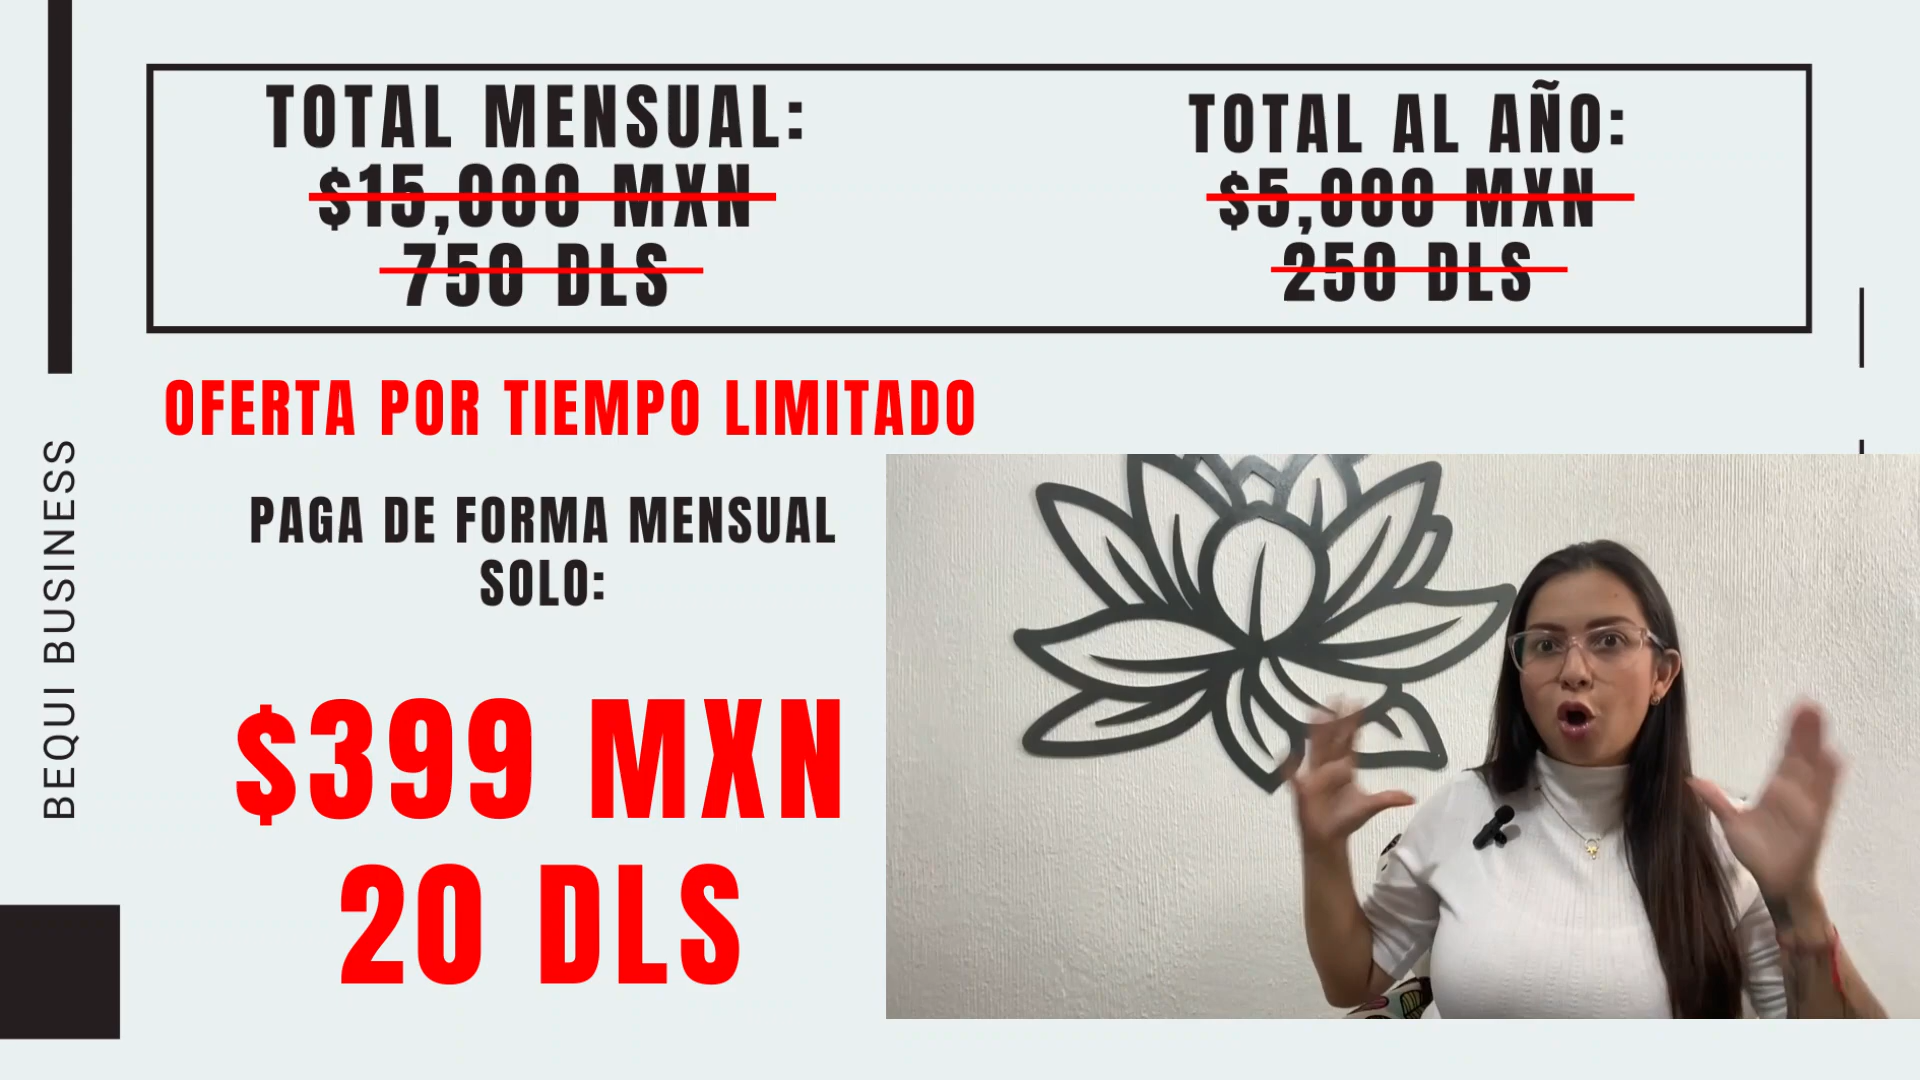 TOTAL MENSUAL:
$15,000 MXN
750 DLS
TOTAL AL AÑO:
$5,000 MXN
250 DLS
OFERTA POR TIEMPO LIMITADO
PAGA DE FORMA MENSUAL
SOLO:
$399 MXN
20 DLS
BEQUI BUSINESS